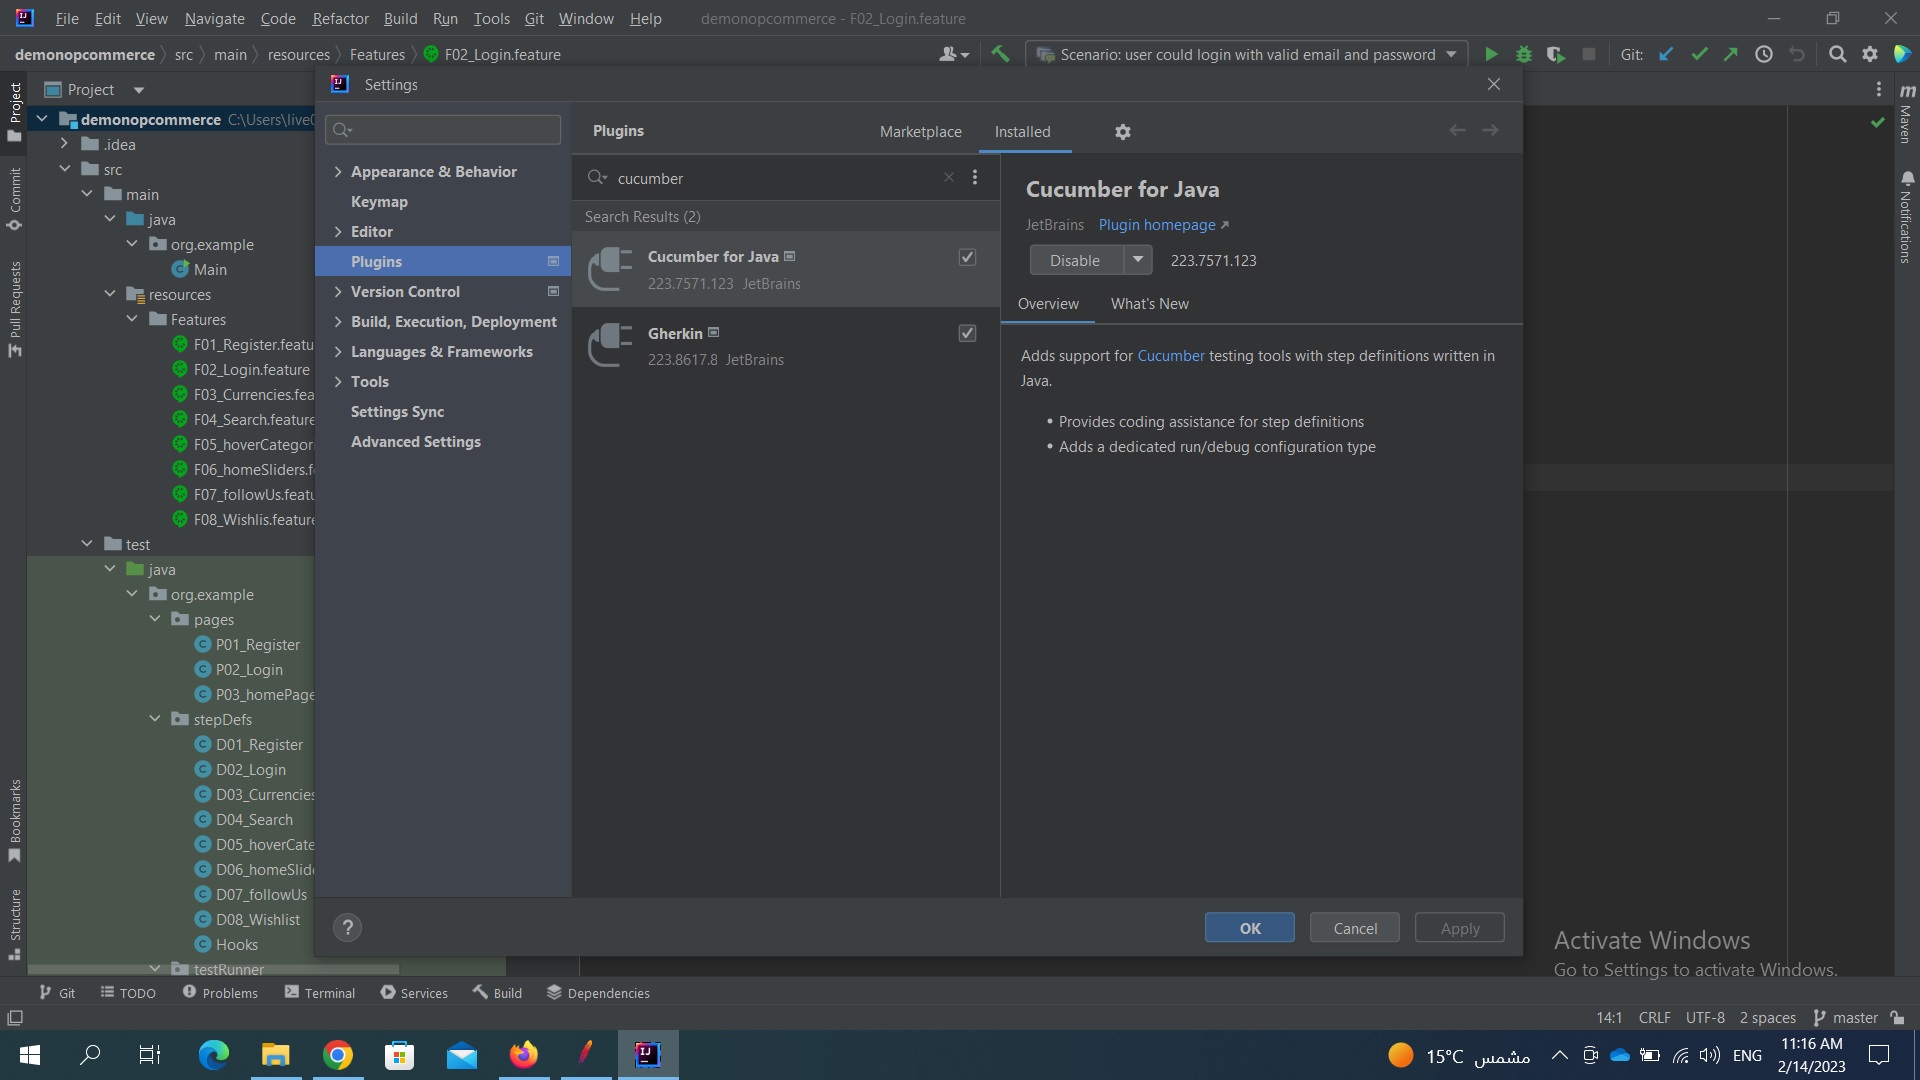 File Edit View Navigate Code Refactor Build Run Tools Git Window Help demonopcommerce - F02_Login.feature
demonopcommerce src main resources Features F02_Login.feature Scenario: user could login with valid email and password Git:
Project
Settings
demonopcommerce C:\Users\live
.idea
src
main
java
org.example
Main
resources
Features
F01_Register.featu
F02_Login.feature
F03_Currencies.fea
F04_Search.feature
F05_hoverCategori
F06_homeSliders.f
F07_followUs.featu
F08_Wishlis.feature
test
java
org.example
pages
P01_Register
P02_Login
P03_homePage
stepDefs
D01_Register
D02_Login
D03_Currencies
D04_Search
D05_hoverCate
D06_homeSlide
D07_followUs
D08_Wishlist
Hooks
testRunner
Project
Commit
Pull Requests
Bookmarks
Structure
Appearance & Behavior
Keymap
Editor
Plugins
Version Control
Build, Execution, Deployment
Languages & Frameworks
Tools
Settings Sync
Advanced Settings
Plugins Marketplace Installed
cucumber
Search Results (2)
Cucumber for Java
223.7571.123 JetBrains
Gherkin
223.8617.8 JetBrains
Cucumber for Java
JetBrains Plugin homepage
Disable 223.7571.123
Overview What's New
Adds support for Cucumber testing tools with step definitions written in
Java.
• Provides coding assistance for step definitions
• Adds a dedicated run/debug configuration type
? OK Cancel Apply
m Maven
Notifications
Activate Windows
Go to Settings to activate Windows.
Git TODO Problems Terminal Services Build Dependencies
14:1 CRLF UTF-8 2 spaces master
15°C مشمس ENG 11:16 AM
2/14/2023